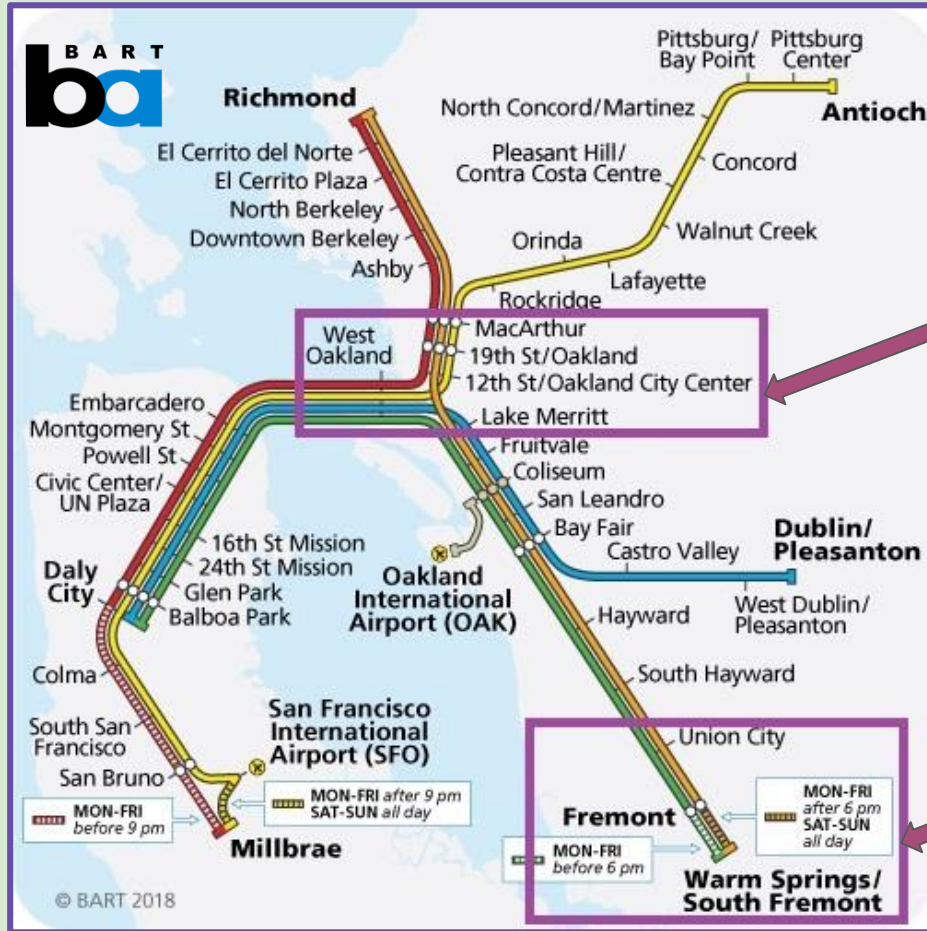 BART
ba
Richmond
El Cerrito del Norte
El Cerrito Plaza
North Berkeley
Downtown Berkeley
Ashby
Pittsburg/
Bay Point
Pittsburg
Center
Antioch
North Concord/Martinez
Pleasant Hill/
Contra Costa Centre
Concord
Walnut Creek
Orinda
Lafayette
Rockridge
MacArthur
19th St/Oakland
12th St/Oakland City Center
West
Oakland
Lake Merritt
Fruitvale
Coliseum
San Leandro
Bay Fair
Castro Valley
Dublin/
Pleasanton
West Dublin/
Pleasanton
Embarcadero
Montgomery St
Powell St
Civic Center/
UN Plaza
16th St Mission
24th St Mission
Glen Park
Balboa Park
Daly
City
Oakland
International
Airport (OAK)
Hayward
South Hayward
Union City
Colma
South San
Francisco
San Bruno
San Francisco
International
Airport (SFO)
MON-FRI
before 9 pm
MON-FRI after 9 pm
SAT-SUN all day
Millbrae
Fremont
MON-FRI
before 6 pm
MON-FRI
after 6 pm
SAT-SUN
all day
Warm Springs/
South Fremont
© BART 2018